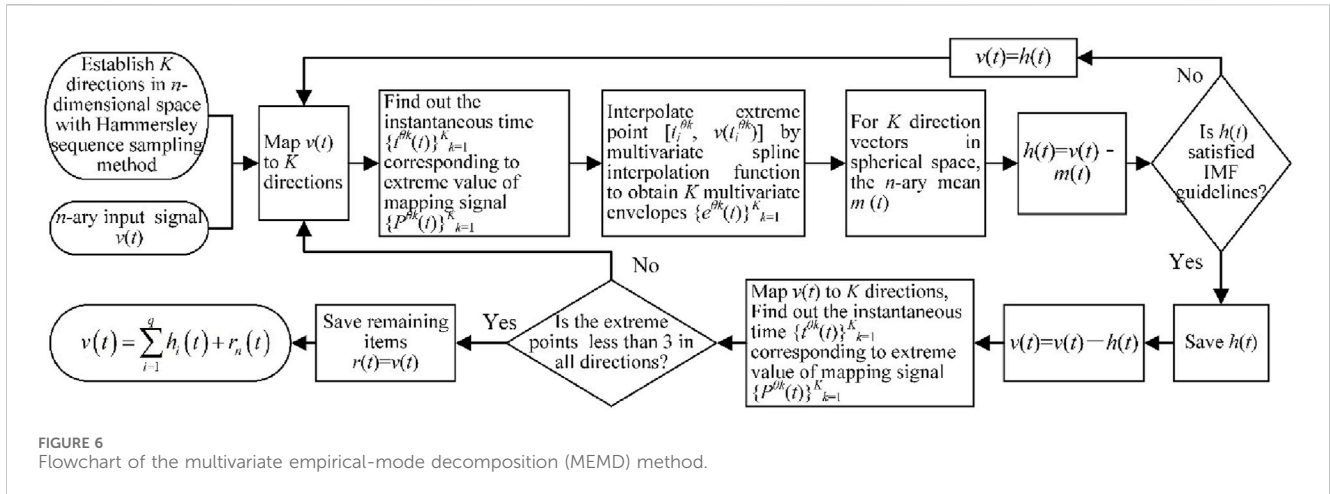 Establish K
directions in n-
dimensional space
with Hammersley
sequence sampling
method
n-ary input signal
v(t)
Map v(t)
to K
directions
Find out the
instantaneous time
{t^θk(t)}^K_k=1
corresponding to
extreme value of
mapping signal
{P^θk(t)}^K_k=1
Interpolate extreme
point [t_i^θk, v(t_i^θk)] by
multivariate spline
interpolation function
to obtain K multivariate
envelopes {e^θk(t)}^K_k=1
For K direction
vectors in
spherical space,
the n-ary mean
m (t)
h(t)=v(t) -
m(t)
Is h(t)
satisfied
IMF
guidelines?
No
v(t)=h(t)
Yes
Save h(t)
v(t)=v(t)−h(t)
Map v(t) to K directions,
Find out the instantaneous
time {t^θk(t)}^K_k=1
corresponding to extreme
value of mapping signal
{P^θk(t)}^K_k=1
Is the extreme
points less than 3 in
all directions?
No
Yes
Save remaining
items
r(t)=v(t)
v(t)=∑_{i=1}^{q} h_i(t)+r_n(t)
FIGURE 6
Flowchart of the multivariate empirical-mode decomposition (MEMD) method.